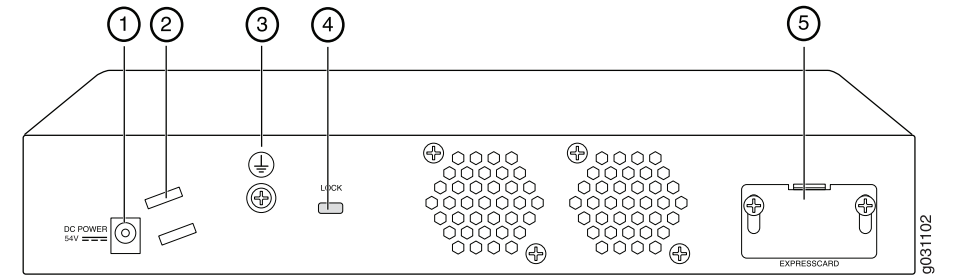 1 2 3 4 5
LOCK
DC POWER
54V
EXPRESSCARD
g031102